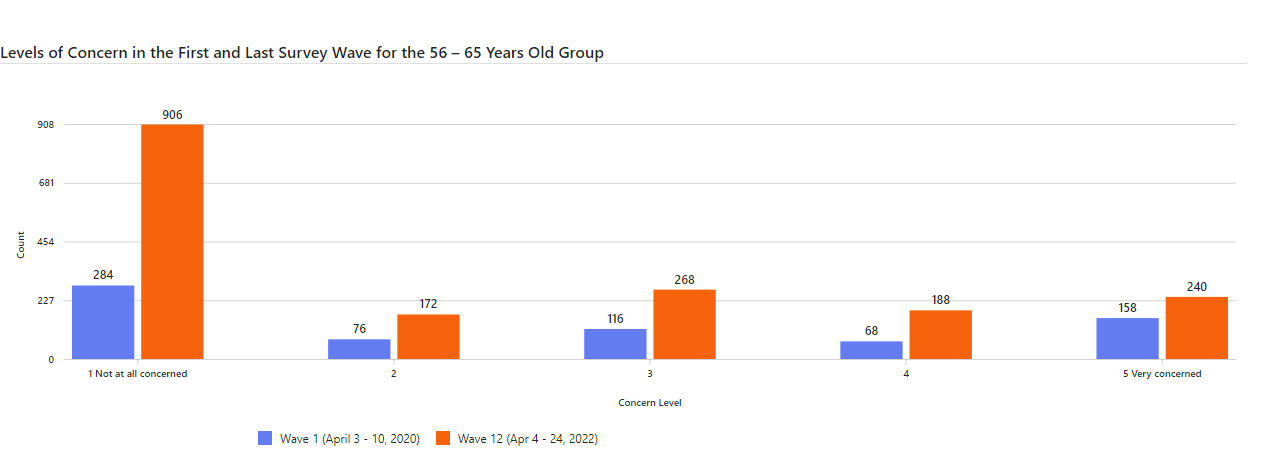 Levels of Concern in the First and Last Survey Wave for the 56 – 65 Years Old Group
906
908
681
Count
454
284
268
240
227
172
188
158
116
76
68
0
1 Not at all concerned
2
3
4
5 Very concerned
Concern Level
Wave 1 (April 3 - 10, 2020)
Wave 12 (Apr 4 - 24, 2022)